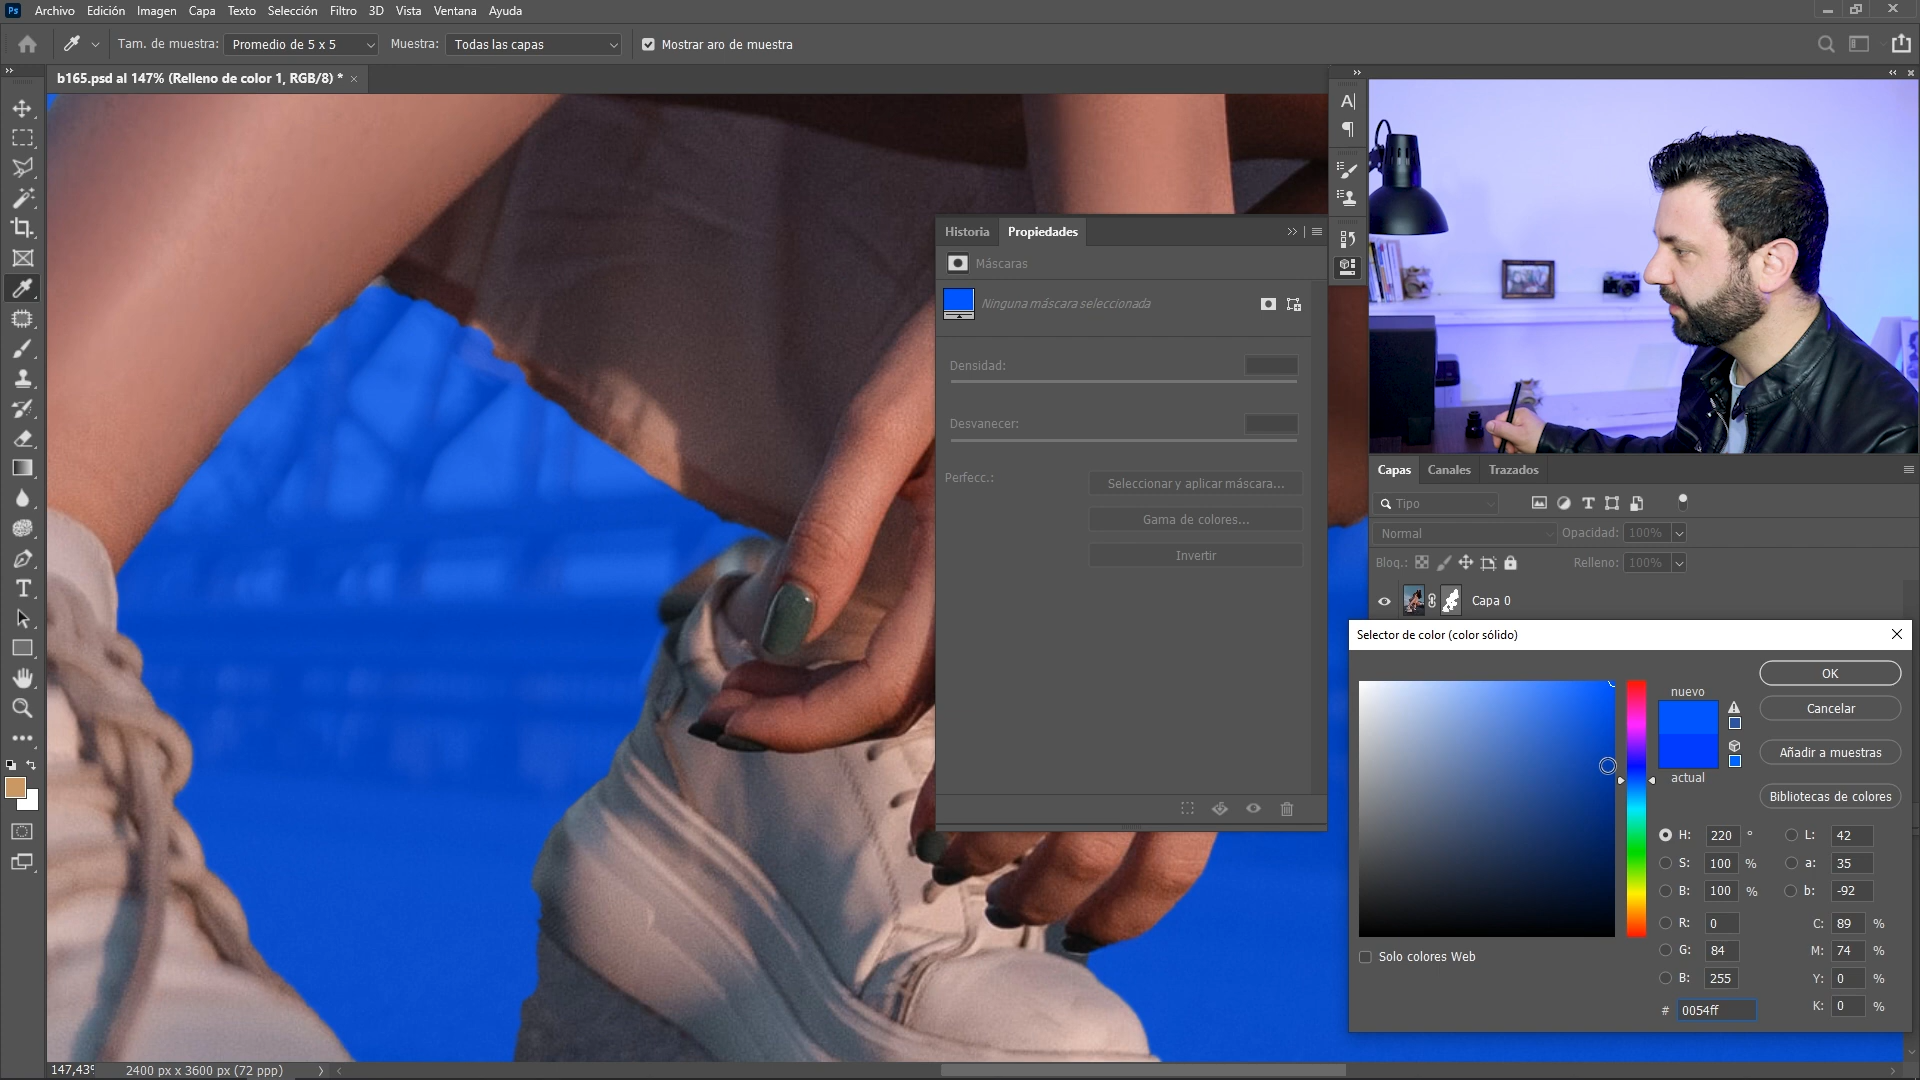 Ps Archivo Edición Imagen Capa Texto Selección Filtro 3D Vista Ventana Ayuda
Tam. de muestra: Promedio de 5 x 5 Muestra: Todas las capas Mostrar aro de muestra
b165.psd al 147% (Relleno de color 1, RGB/8) *
Historia Propiedades
Máscaras
Ninguna máscara seleccionada
Densidad:
Desvanecer:
Perfecc.:
Seleccionar y aplicar máscara...
Gama de colores...
Invertir
Capas Canales Trazados
Tipo
Normal Opacidad: 100%
Bloq.: Relleno: 100%
Capa 0
Selector de color (color sólido)
nuevo
actual
OK
Cancelar
Añadir a muestras
Bibliotecas de colores
H: 220 ° L: 42
S: 100 % a: 35
B: 100 % b: -92
R: 0 C: 89 %
G: 84 M: 74 %
B: 255 Y: 0 %
# 0054ff K: 0 %
Solo colores Web
147,43% 2400 px x 3600 px (72 ppp)